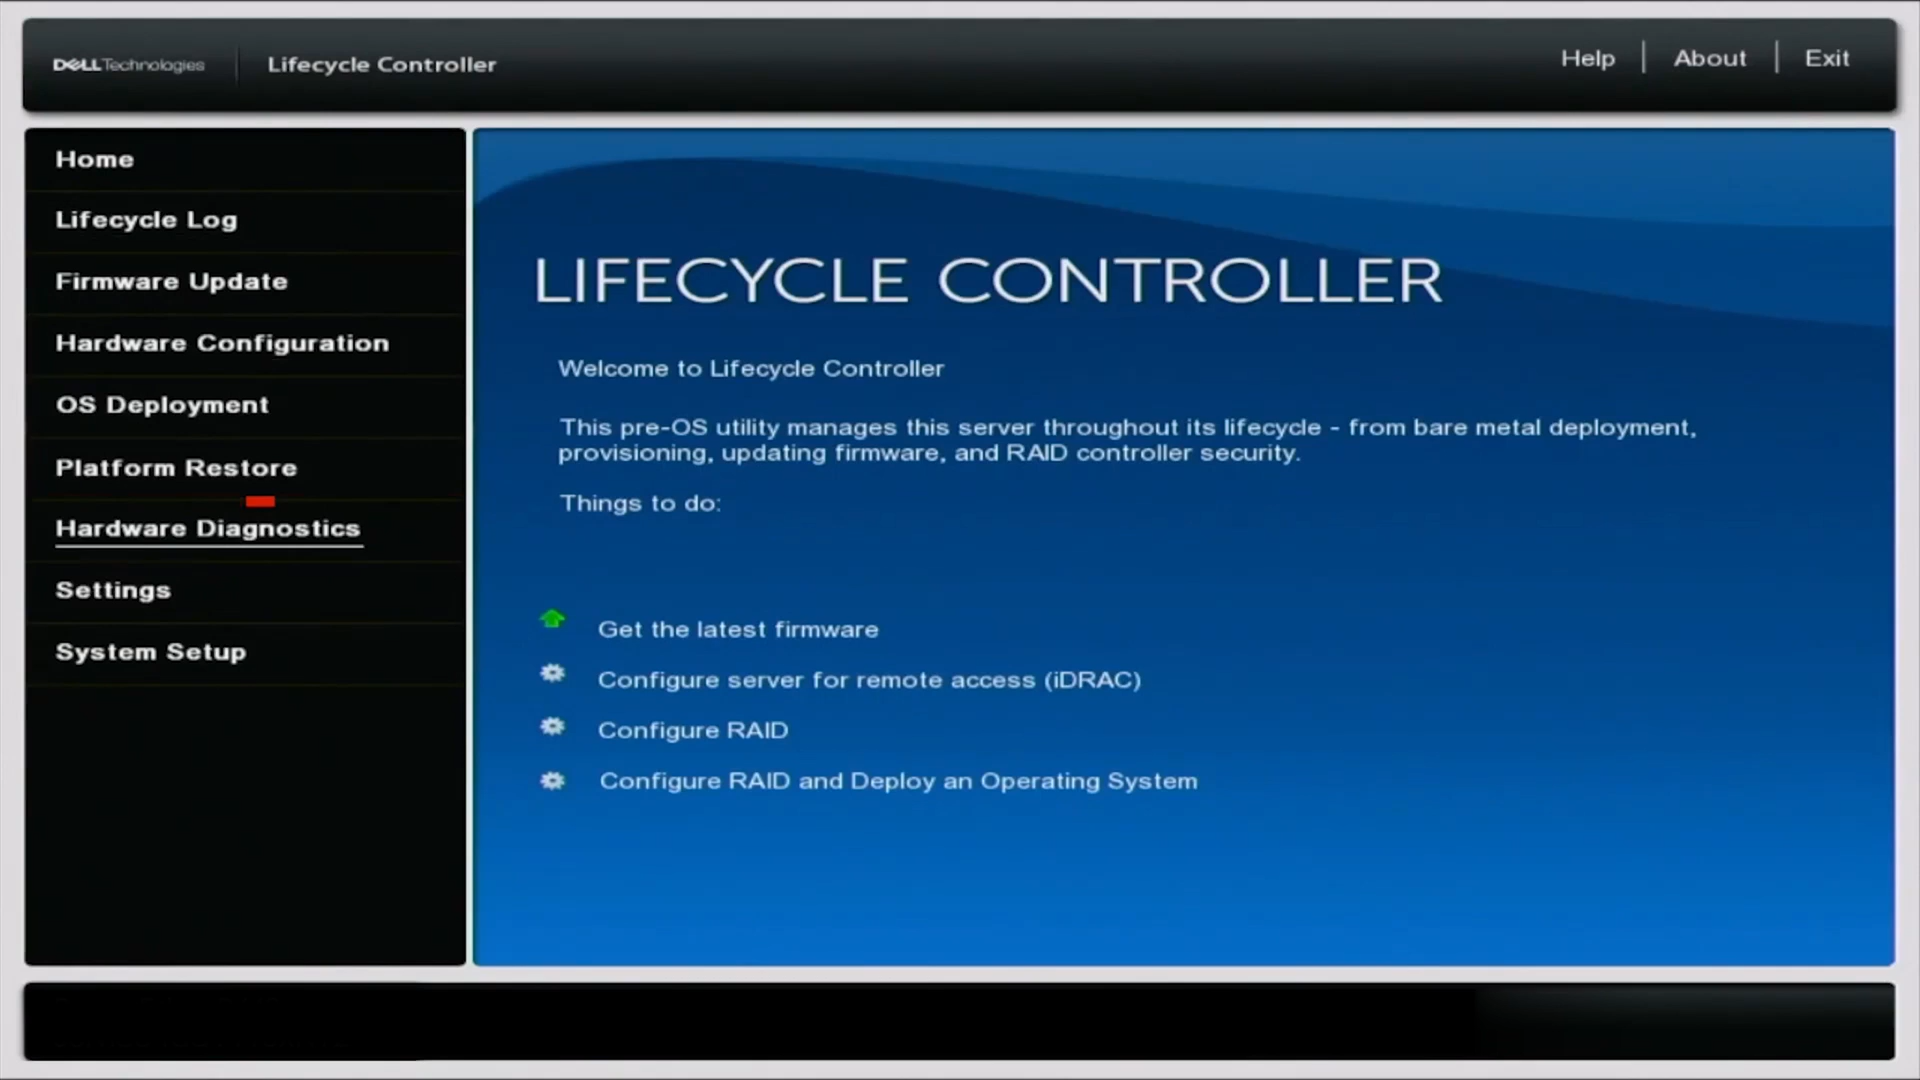 DELL Technologies
Lifecycle Controller
Help
About
Exit
Home
Lifecycle Log
Firmware Update
Hardware Configuration
OS Deployment
Platform Restore
Hardware Diagnostics
Settings
System Setup
LIFECYCLE CONTROLLER
Welcome to Lifecycle Controller
This pre-OS utility manages this server throughout its lifecycle - from bare metal deployment,
provisioning, updating firmware, and RAID controller security.
Things to do:
Get the latest firmware
Configure server for remote access (iDRAC)
Configure RAID
Configure RAID and Deploy an Operating System